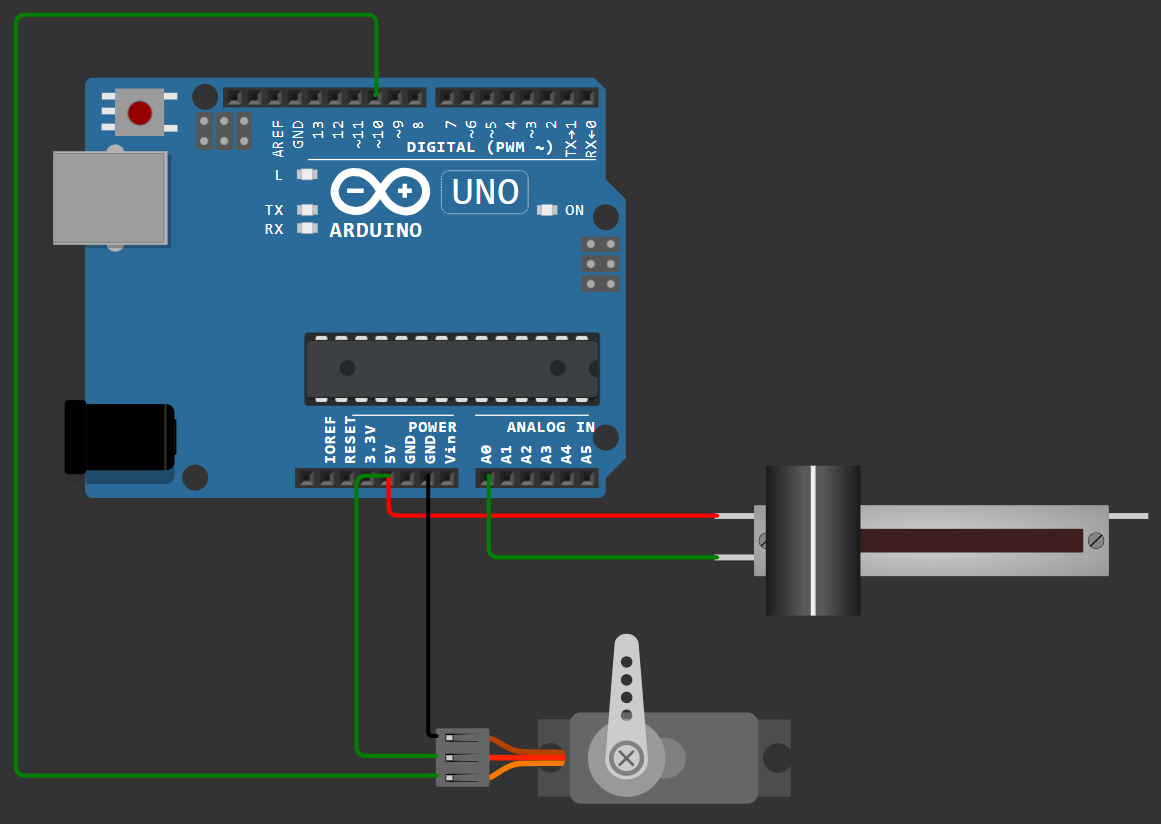 AREF
GND
13
12
~11
~10
~9
8
7
~6
~5
4
~3
2
TX→1
RX←0
DIGITAL (PWM ~)
L
TX
RX
UNO
ON
ARDUINO
IOREF
RESET
3.3V
5V
GND
GND
Vin
POWER
ANALOG IN
A0
A1
A2
A3
A4
A5